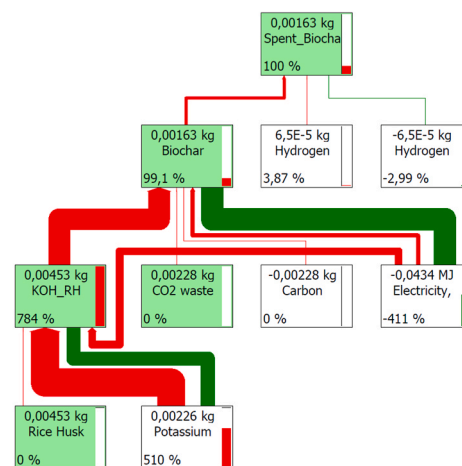 0,00163 kg
Spent_Biocha
100 %
0,00163 kg
Biochar
99,1 %
6,5E-5 kg
Hydrogen
3,87 %
-6,5E-5 kg
Hydrogen
-2,99 %
0,00453 kg
KOH_RH
784 %
0,00228 kg
CO2 waste
0 %
-0,00228 kg
Carbon
0 %
-0,0434 MJ
Electricity,
-411 %
0,00453 kg
Rice Husk
0 %
0,00226 kg
Potassium
510 %